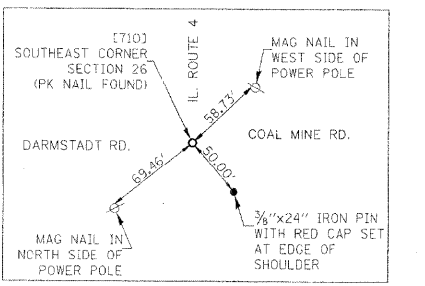 [710]
SOUTHEAST CORNER
SECTION 26
(PK NAIL FOUND)
IL. ROUTE 4
MAG NAIL IN
WEST SIDE OF
POWER POLE
58.73'
DARMSTADT RD.
COAL MINE RD.
69.46'
50.00'
MAG NAIL IN
NORTH SIDE OF
POWER POLE
⅜"x24" IRON PIN
WITH RED CAP SET
AT EDGE OF
SHOULDER